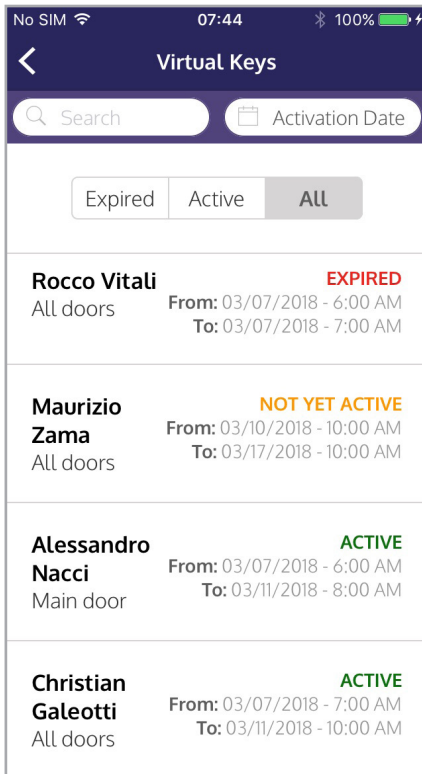 No SIM 07:44 100%
Virtual Keys
Search Activation Date
Expired Active All
Rocco Vitali EXPIRED
All doors From: 03/07/2018 - 6:00 AM
To: 03/07/2018 - 7:00 AM
Maurizio NOT YET ACTIVE
Zama From: 03/10/2018 - 10:00 AM
All doors To: 03/17/2018 - 10:00 AM
Alessandro ACTIVE
Nacci From: 03/07/2018 - 6:00 AM
Main door To: 03/11/2018 - 8:00 AM
Christian ACTIVE
Galeotti From: 03/07/2018 - 7:00 AM
All doors To: 03/11/2018 - 10:00 AM